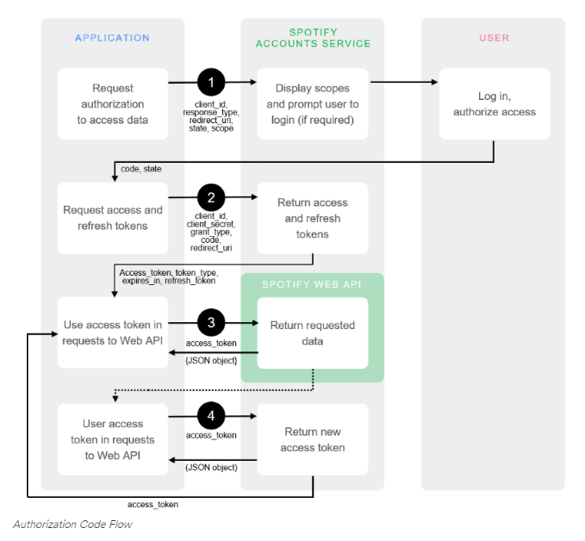 APPLICATION
SPOTIFY
ACCOUNTS SERVICE
USER
Request
authorization
to access data
1
client_id,
response_type,
redirect_uri,
state, scope
Display scopes
and prompt user to
login (if required)
Log in,
authorize access
code, state
Request access and
refresh tokens
2
client_id,
client_secret,
grant_type,
code,
redirect_uri
Return access
and refresh
tokens
Access_token, token_type,
expires_in, refresh_token
SPOTIFY WEB API
Use access token in
requests to Web API
3
access_token
{JSON object}
Return requested
data
User access
token in requests
to Web API
4
access_token
{JSON object)
Return new
access token
access_token
Authorization Code Flow